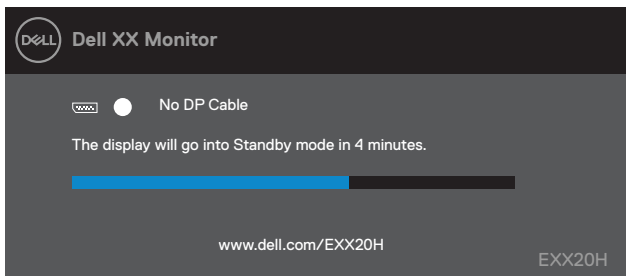 DELL
Dell XX Monitor
No DP Cable
The display will go into Standby mode in 4 minutes.
www.dell.com/EXX20H
EXX20H